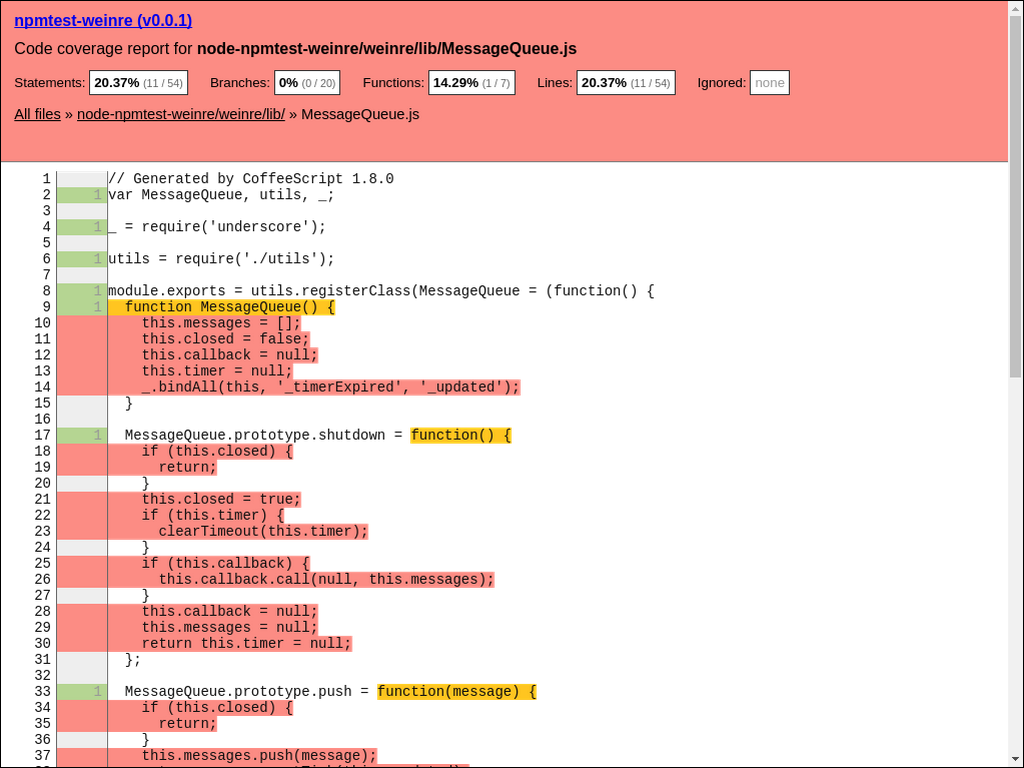 npmtest-weinre (v0.0.1)
Code coverage report for node-npmtest-weinre/weinre/lib/MessageQueue.js
Statements: 20.37% (11 / 54) Branches: 0% (0 / 20) Functions: 14.29% (1 / 7) Lines: 20.37% (11 / 54) Ignored: none
All files » node-npmtest-weinre/weinre/lib/ » MessageQueue.js
1 // Generated by CoffeeScript 1.8.0
2 1 var MessageQueue, utils, _;
3
4 1 _ = require('underscore');
5
6 1 utils = require('./utils');
7
8 1 module.exports = utils.registerClass(MessageQueue = (function() {
9 1 function MessageQueue() {
10 this.messages = [];
11 this.closed = false;
12 this.callback = null;
13 this.timer = null;
14 _.bindAll(this, '_timerExpired', '_updated');
15 }
16
17 1 MessageQueue.prototype.shutdown = function() {
18 if (this.closed) {
19 return;
20 }
21 this.closed = true;
22 if (this.timer) {
23 clearTimeout(this.timer);
24 }
25 if (this.callback) {
26 this.callback.call(null, this.messages);
27 }
28 this.callback = null;
29 this.messages = null;
30 return this.timer = null;
31 };
32
33 1 MessageQueue.prototype.push = function(message) {
34 if (this.closed) {
35 return;
36 }
37 this.messages.push(message);